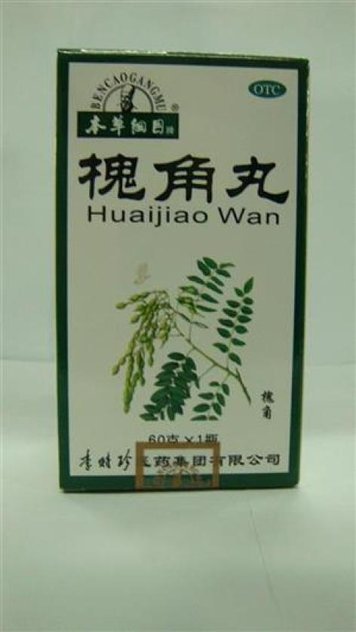 BENCAOGANGMU
®
OTC
本草纲目牌
槐角丸
Huaijiao Wan
槐角
60克×1瓶
李时珍医药集团有限公司